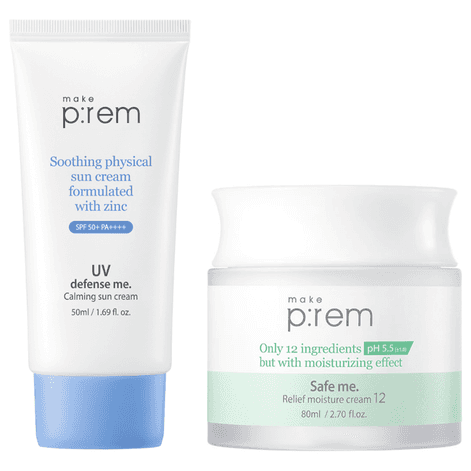 make
p:rem
Soothing physical
sun cream
formulated
with zinc
SPF 50+ PA++++
UV
defense me.
Calming sun cream
50ml / 1.69 fl. oz.
make
p:rem
Only 12 ingredients pH 5.5
but with moisturizing effect
Safe me.
Relief moisture cream 12
80ml / 2.70 fl.oz.